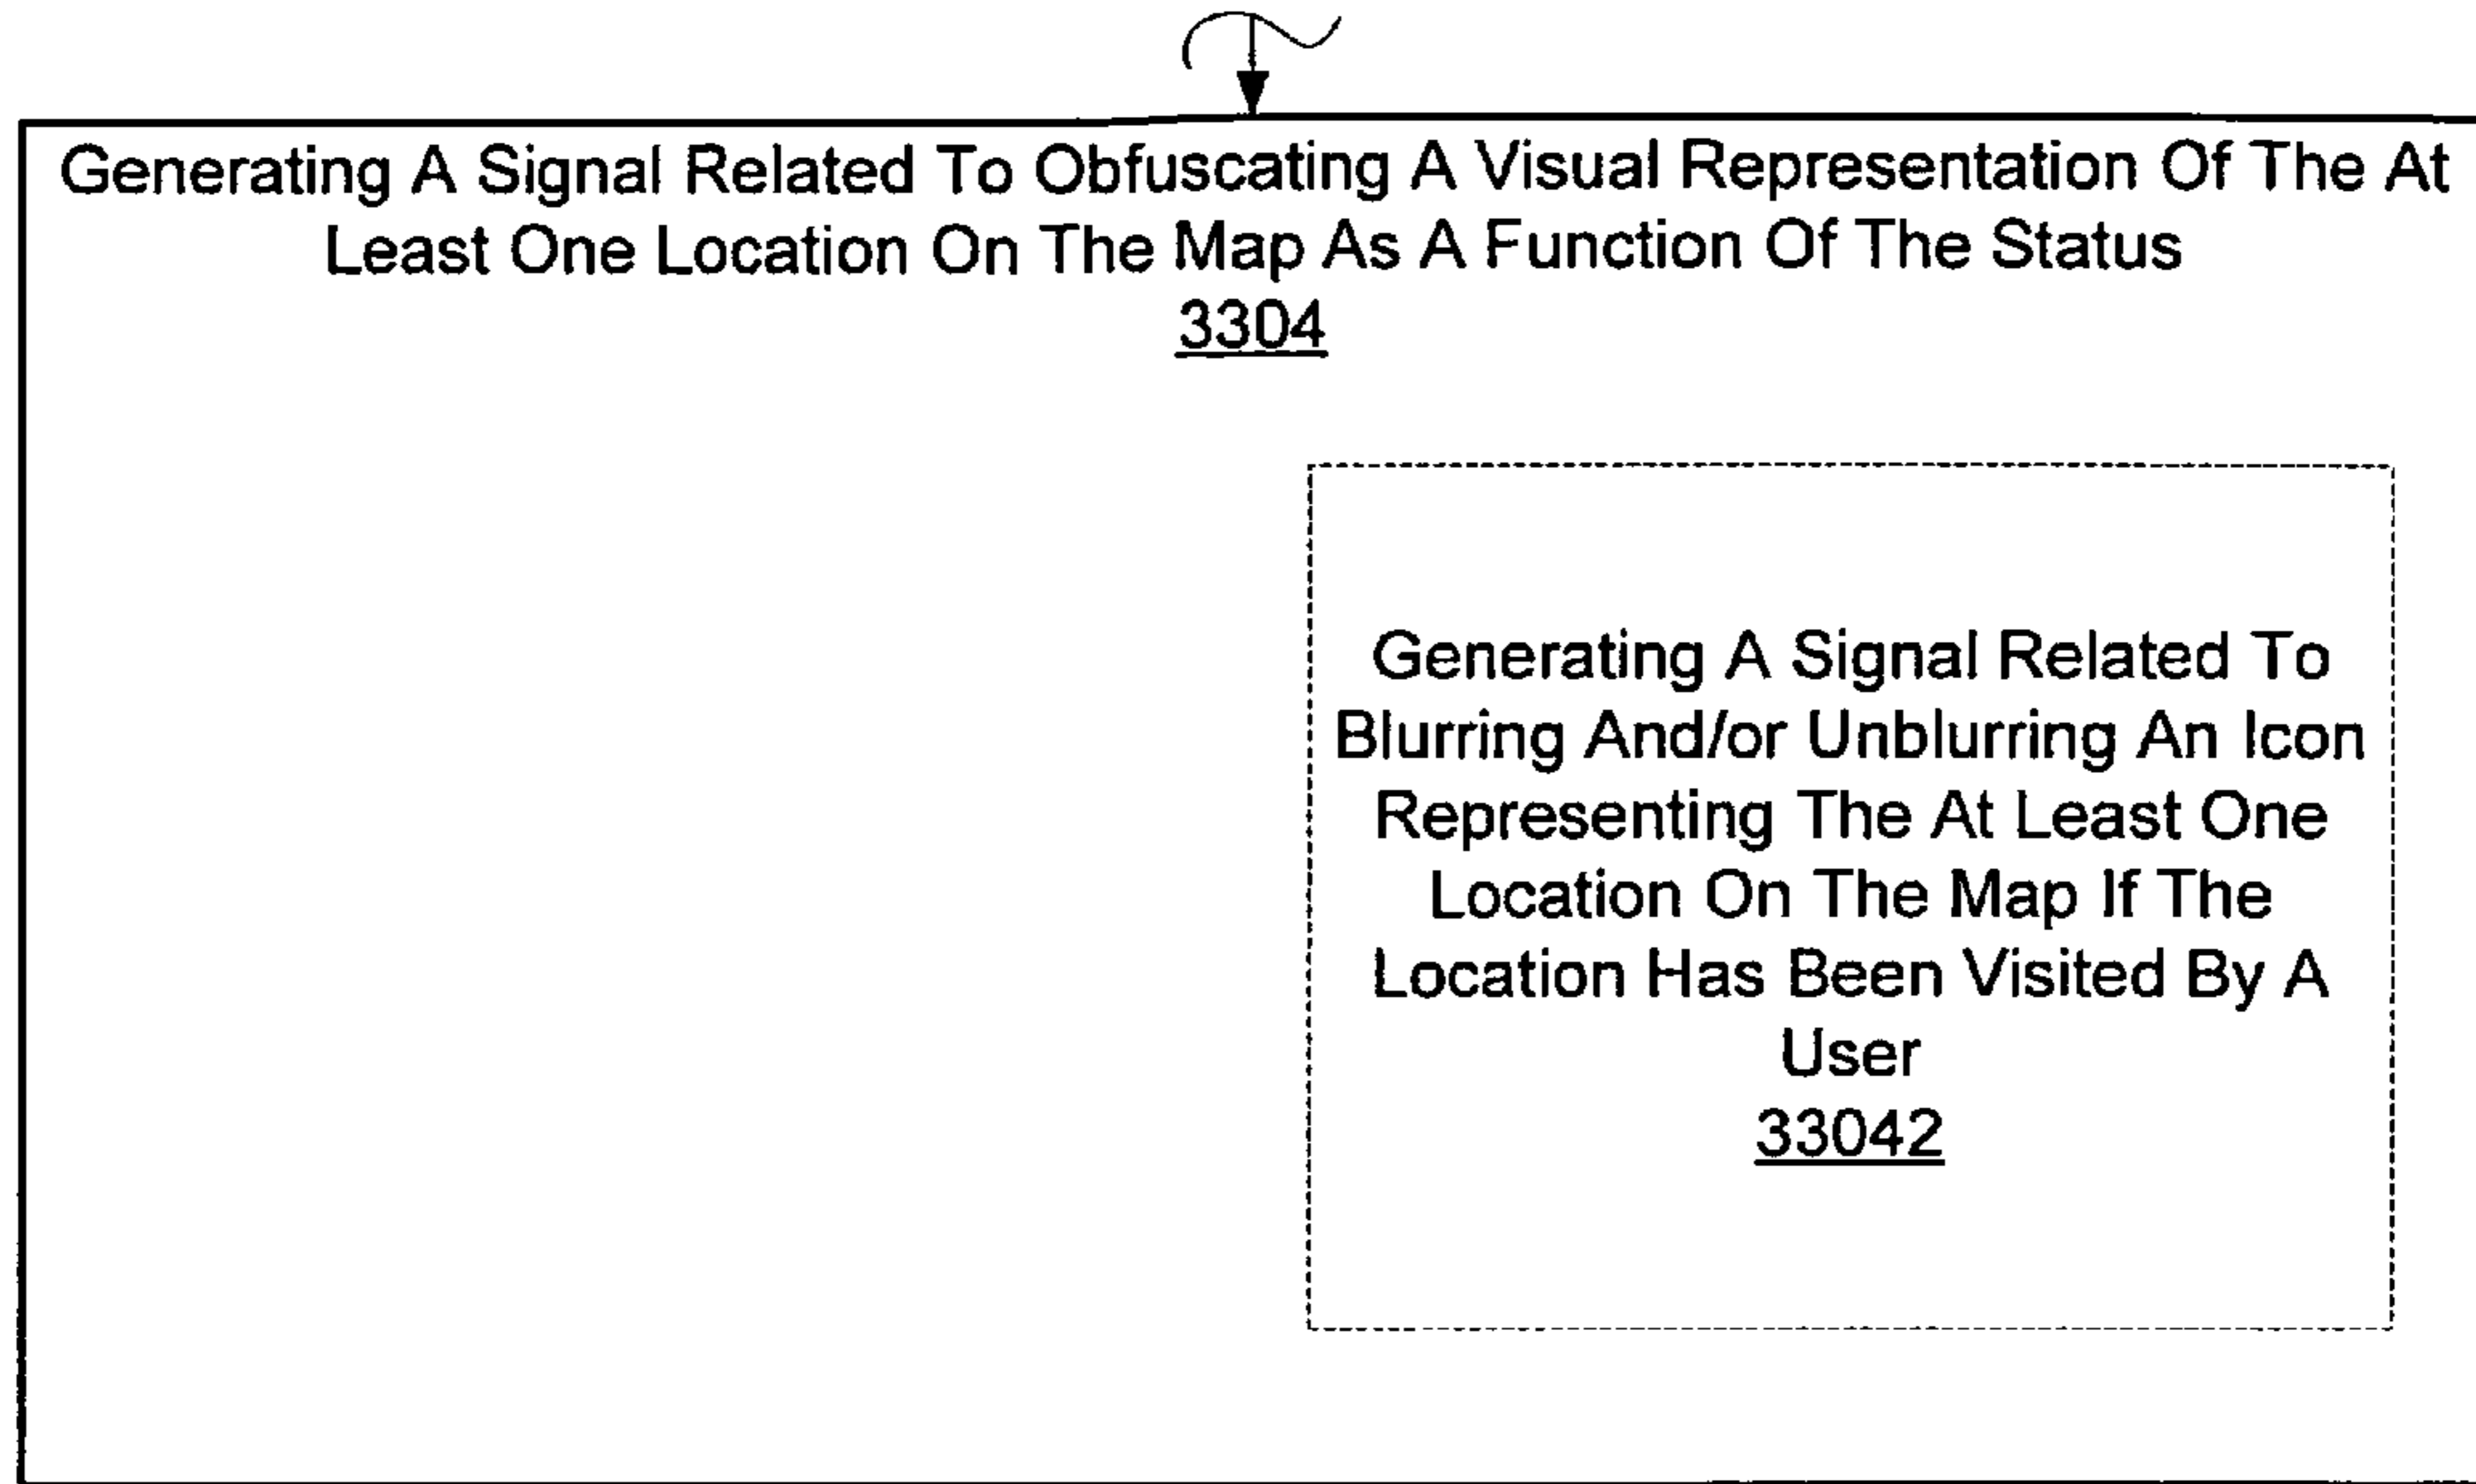 Generating A Signal Related To Obfuscating A Visual Representation Of The At
Least One Location On The Map As A Function Of The Status
3304
Generating A Signal Related To
Blurring And/or Unblurring An Icon
Representing The At Least One
Location On The Map If The
Location Has Been Visited By A
User
33042